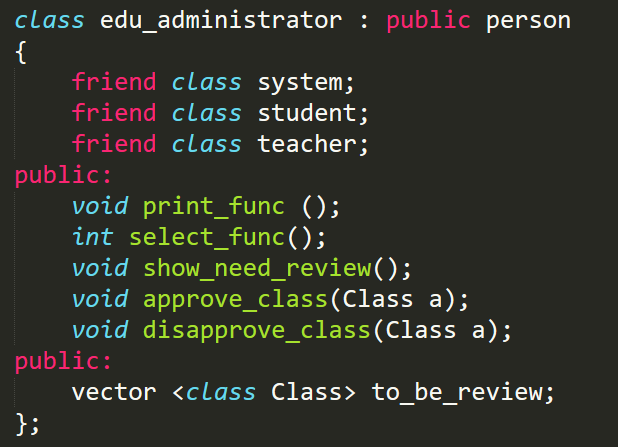 class edu_administrator : public person
{
    friend class system;
    friend class student;
    friend class teacher;
public:
    void print_func ();
    int select_func();
    void show_need_review();
    void approve_class(Class a);
    void disapprove_class(Class a);
public:
    vector <class Class> to_be_review;
};